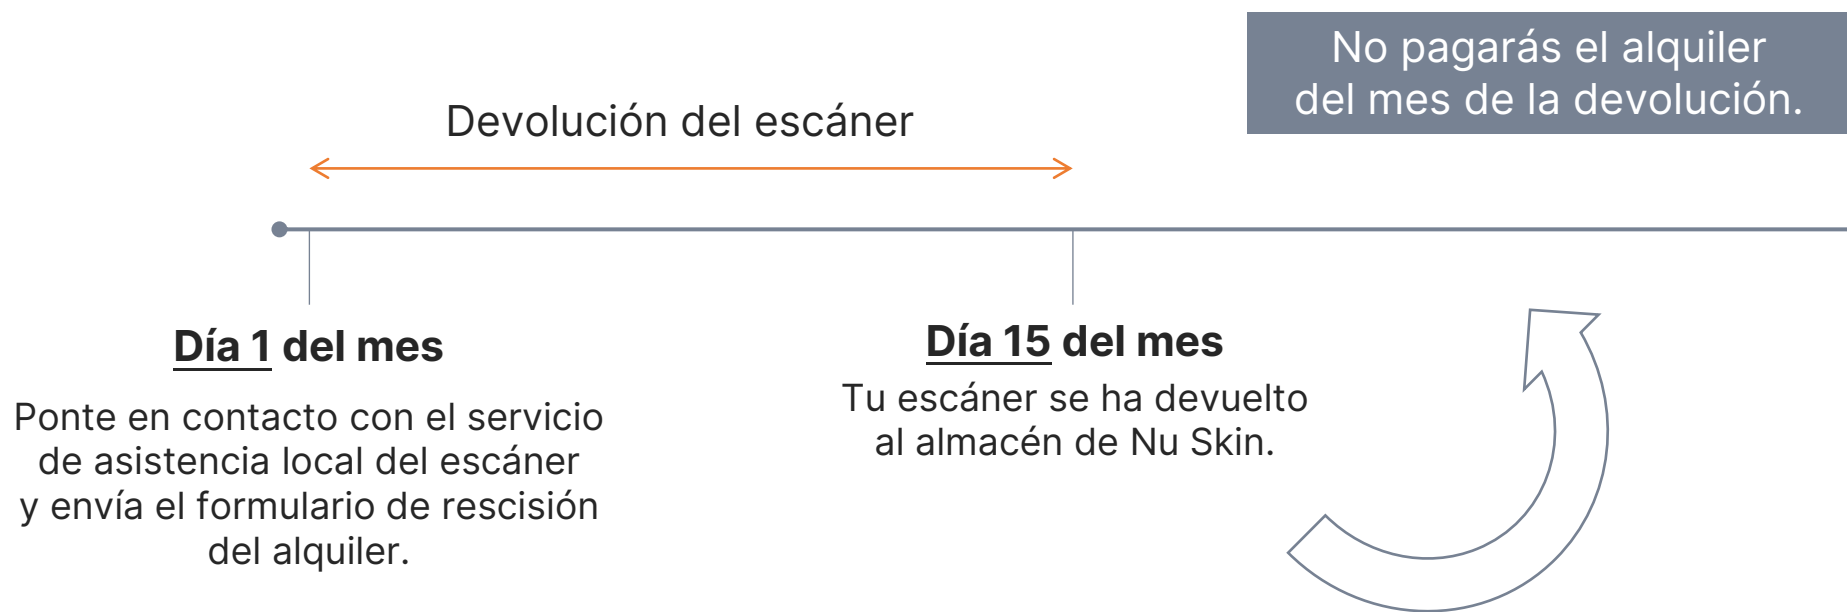 No pagarás el alquiler
del mes de la devolución.
Devolución del escáner
Día 1 del mes
Ponte en contacto con el servicio
de asistencia local del escáner
y envía el formulario de rescisión
del alquiler.
Día 15 del mes
Tu escáner se ha devuelto
al almacén de Nu Skin.